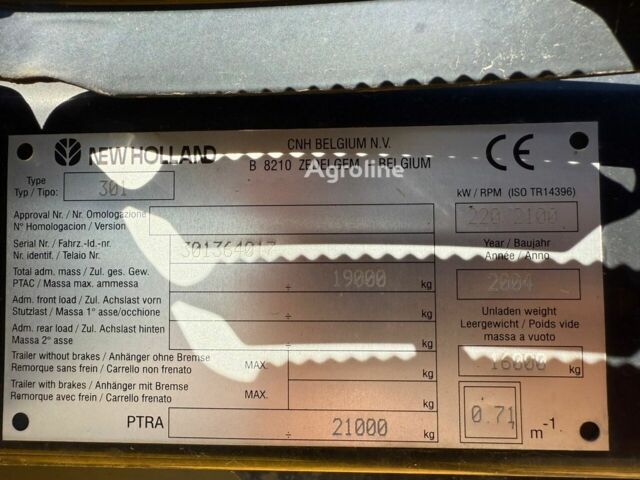 NEW HOLLAND
CNH BELGIUM N.V.
B 8210 ZEDELGEM - BELGIUM
CE
Agroline
Type
Typ / Tipo:
301
kW / RPM (ISO TR14396)
220 2100
Approval Nr. / Nr. Omologazione
N° Homologacion / Version
Serial Nr. / Fahrz.-Id.-nr.
Nr. identif. / Telaio Nr.
301364017
Year / Baujahr
Année / Anno
2004
Total adm. mass / Zul. ges. Gew.
PTAC / Massa max. ammessa
÷ 19000 kg
Adm. front load / Zul. Achslast vorn
Stutzlast / Massa 1° asse/occhione
÷ kg
Unladen weight
Leergewicht / Poids vide
massa a vuoto
16000 kg
Adm. rear load / Zul. Achslast hinten
Massa 2° asse
÷ kg
Trailer without brakes / Anhänger ohne Bremse
Remorque sans frein / Carrello non frenato
MAX. kg
Trailer with brakes / Anhänger mit Bremse
Remorque avec frein / Carrello frenato
MAX. kg
PTRA ÷ 21000 kg
0.71 m⁻¹